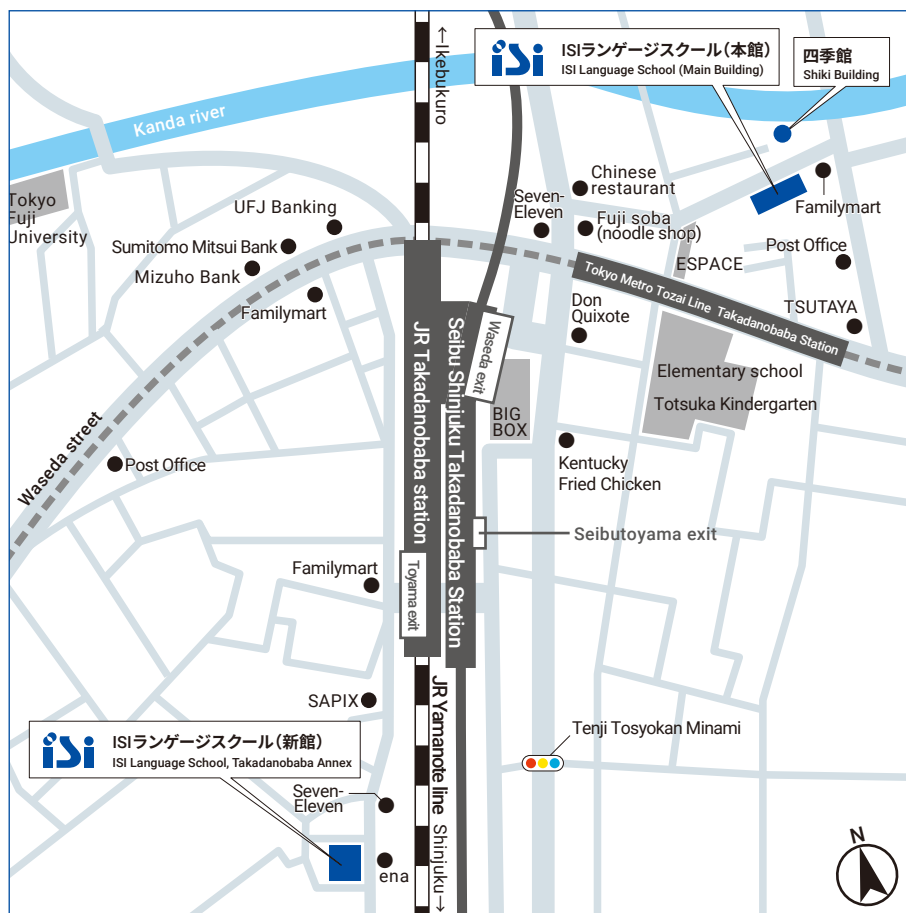 ←Ikebukuro
iSi
ISIランゲージスクール(本館)
ISI Language School (Main Building)
四季館
Shiki Building
Kanda river
Tokyo
Fuji
University
UFJ Banking
Sumitomo Mitsui Bank
Mizuho Bank
Familymart
Seven-
Eleven
Chinese
restaurant
Fuji soba
(noodle shop)
ESPACE
Familymart
Post Office
TSUTAYA
Tokyo Metro Tozai Line Takadanobaba Station
Don
Quixote
Waseda exit
JR Takadanobaba station
Seibu Shinjuku Takadanobaba Station
BIG
BOX
Elementary school
Totsuka Kindergarten
Waseda street
Post Office
Kentucky
Fried Chicken
Seibutoyama exit
Familymart
Toyama exit
SAPIX
JR Yamanote line
Tenji Tosyokan Minami
iSi
ISIランゲージスクール(新館)
ISI Language School, Takadanobaba Annex
Seven-
Eleven
ena
Shinjuku→
N